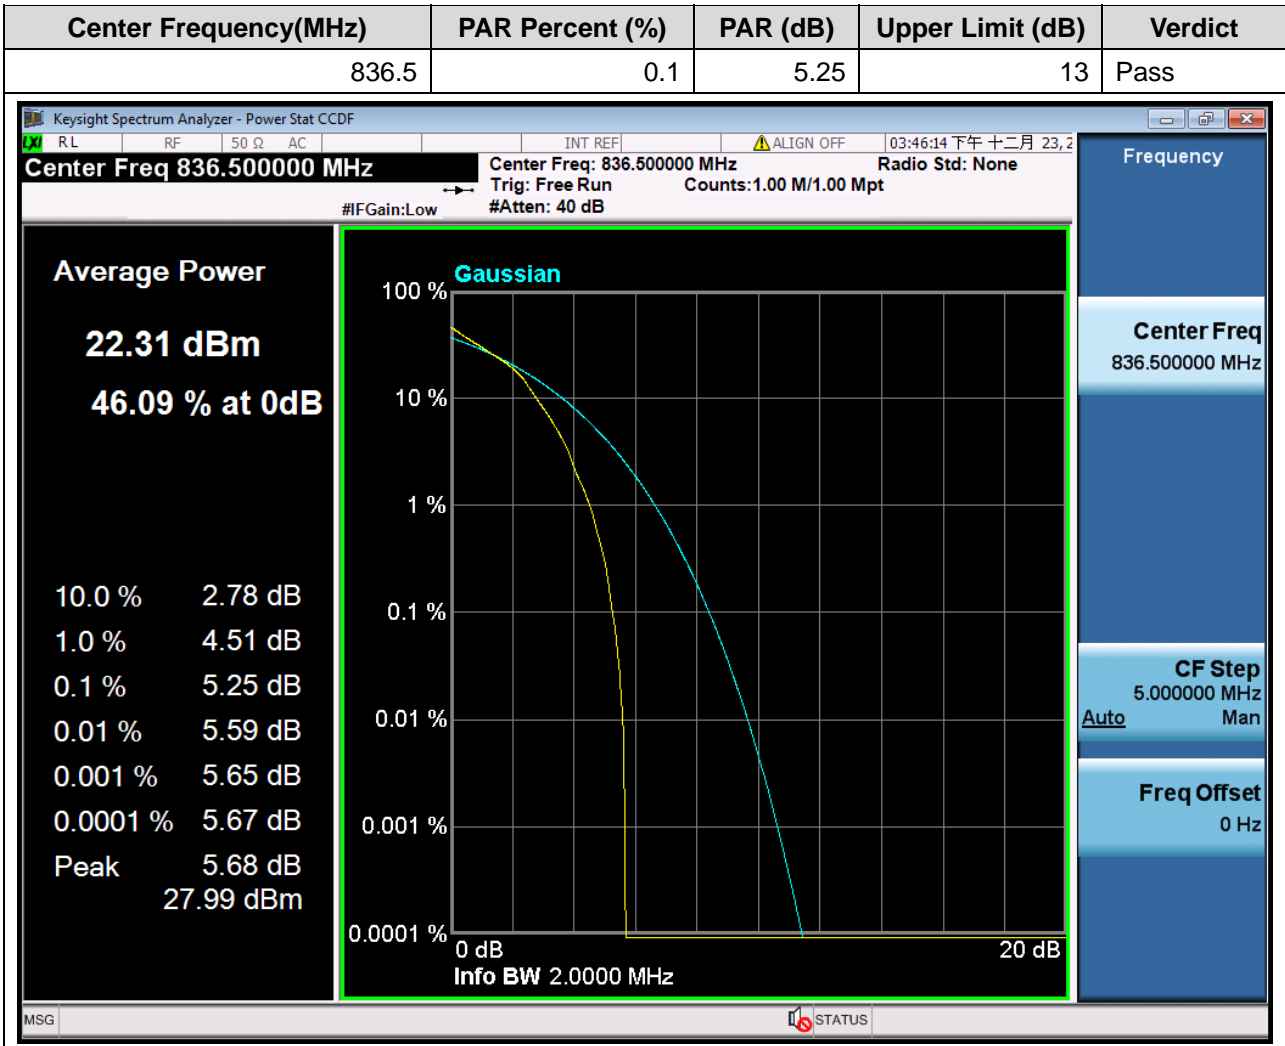 Center Frequency(MHz) PAR Percent (%) PAR (dB) Upper Limit (dB) Verdict
836.5 0.1 5.25 13 Pass
Keysight Spectrum Analyzer - Power Stat CCDF
LXI RL RF 50 Ω AC INT REF ALIGN OFF 03:46:14 下午 十二月 23, 2
Center Freq 836.500000 MHz
Center Freq: 836.500000 MHz Radio Std: None
Trig: Free Run Counts:1.00 M/1.00 Mpt
#IFGain:Low #Atten: 40 dB
Average Power
22.31 dBm
46.09 % at 0dB
10.0 % 2.78 dB
1.0 % 4.51 dB
0.1 % 5.25 dB
0.01 % 5.59 dB
0.001 % 5.65 dB
0.0001 % 5.67 dB
Peak 5.68 dB
27.99 dBm
Gaussian
100 %
10 %
1 %
0.1 %
0.01 %
0.001 %
0.0001 %
0 dB 20 dB
Info BW 2.0000 MHz
Frequency
Center Freq
836.500000 MHz
CF Step
5.000000 MHz
Auto Man
Freq Offset
0 Hz
MSG STATUS